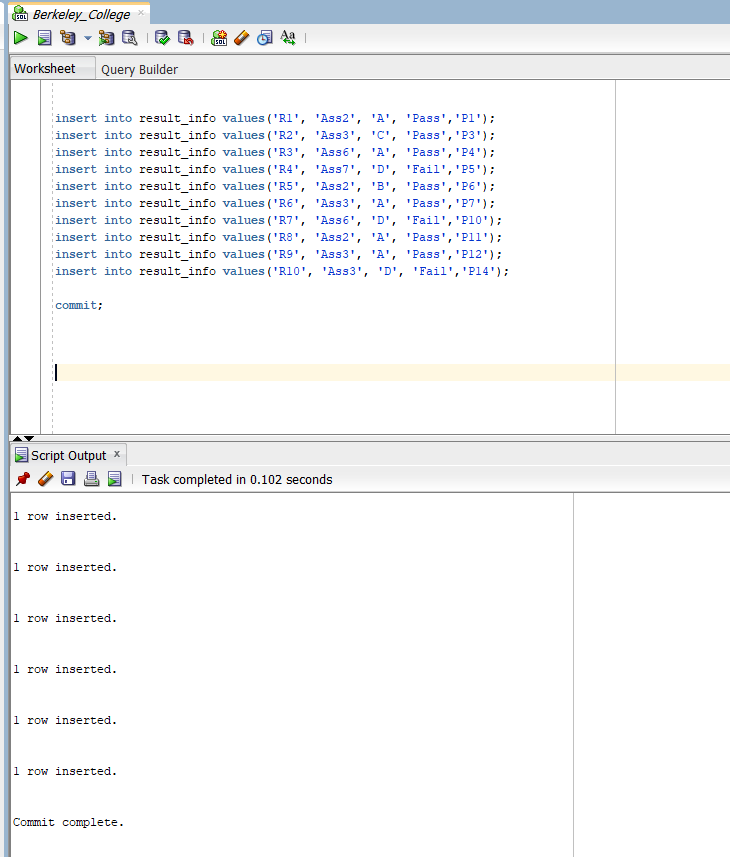 Berkeley_College
Worksheet Query Builder
insert into result_info values('R1', 'Ass2', 'A', 'Pass','P1');
insert into result_info values('R2', 'Ass3', 'C', 'Pass','P3');
insert into result_info values('R3', 'Ass6', 'A', 'Pass','P4');
insert into result_info values('R4', 'Ass7', 'D', 'Fail','P5');
insert into result_info values('R5', 'Ass2', 'B', 'Pass','P6');
insert into result_info values('R6', 'Ass3', 'A', 'Pass','P7');
insert into result_info values('R7', 'Ass6', 'D', 'Fail','P10');
insert into result_info values('R8', 'Ass2', 'A', 'Pass','P11');
insert into result_info values('R9', 'Ass3', 'A', 'Pass','P12');
insert into result_info values('R10', 'Ass3', 'D', 'Fail','P14');
commit;
Script Output x
Task completed in 0.102 seconds
1 row inserted.
1 row inserted.
1 row inserted.
1 row inserted.
1 row inserted.
1 row inserted.
Commit complete.